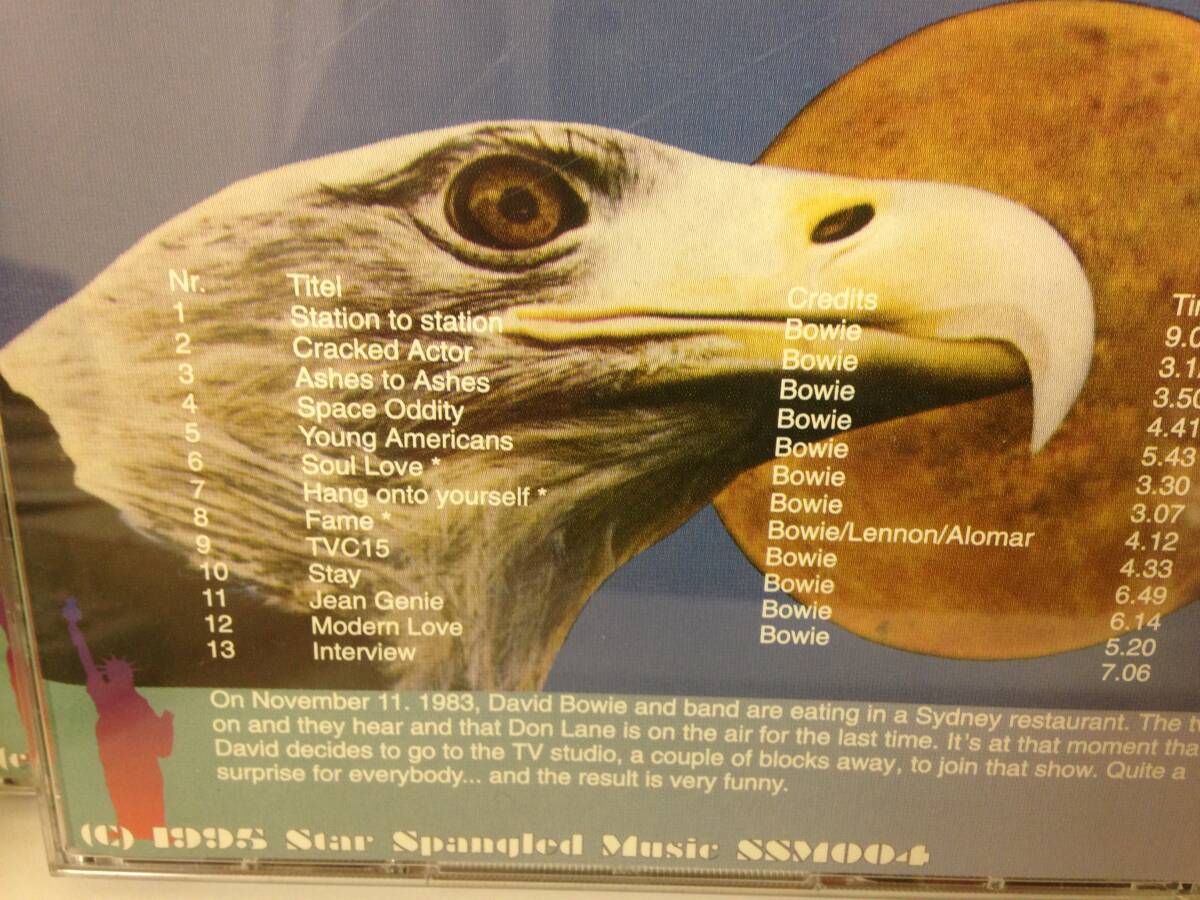 Nr. Titel Credits
1 Station to station Bowie 9.0
2 Cracked Actor Bowie 3.1
3 Ashes to Ashes Bowie 3.50
4 Space Oddity Bowie 4.41
5 Young Americans Bowie 5.43
6 Soul Love * Bowie 3.30
7 Hang onto yourself * Bowie 3.07
8 Fame * Bowie/Lennon/Alomar 4.12
9 TVC15 Bowie 4.33
10 Stay Bowie 6.49
11 Jean Genie Bowie 6.14
12 Modern Love Bowie 5.20
13 Interview 7.06
On November 11. 1983, David Bowie and band are eating in a Sydney restaurant. The
on and they hear and that Don Lane is on the air for the last time. It's at that moment
David decides to go to the TV studio, a couple of blocks away, to join that show. Quite a
surprise for everybody... and the result is very funny.
(C) 1995 Star Spangled Music SSM004